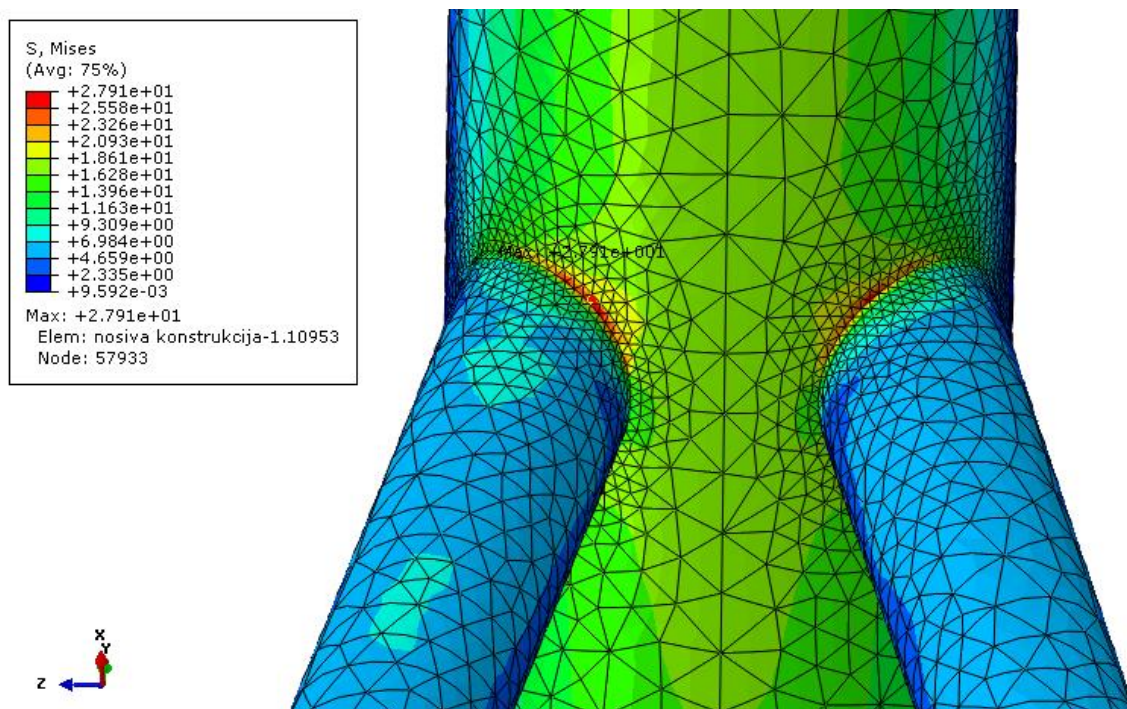 S, Mises
(Avg: 75%)
+2.791e+01
+2.558e+01
+2.326e+01
+2.093e+01
+1.861e+01
+1.628e+01
+1.396e+01
+1.163e+01
+9.309e+00
+6.984e+00
+4.659e+00
+2.335e+00
+9.592e-03
Max: +2.791e+01
Elem: nosiva konstrukcija-1.10953
Node: 57933
Max: +2.791e+001
X
Y
Z